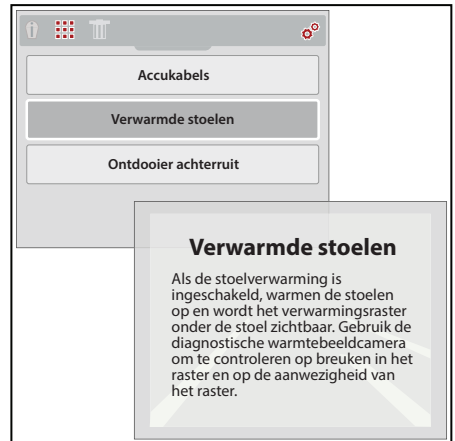 Accukabels
Verwarmde stoelen
Ontdooier achterruit
Verwarmde stoelen
Als de stoelverwarming is
ingeschakeld, warmen de stoelen
op en wordt het verwarmingsraster
onder de stoel zichtbaar. Gebruik de
diagnostische warmtebeeldcamera
om te controleren op breuken in het
raster en op de aanwezigheid van
het raster.